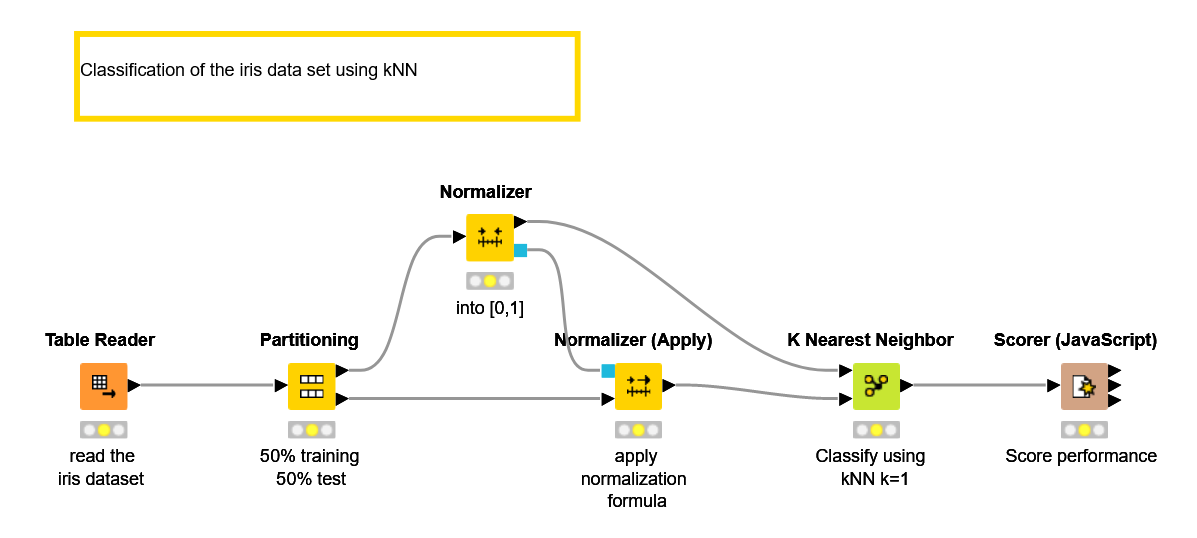 Classification of the iris data set using kNN
Normalizer
into [0,1]
Table Reader
Partitioning
Normalizer (Apply)
K Nearest Neighbor
Scorer (JavaScript)
read the
iris dataset
50% training
50% test
apply
normalization
formula
Classify using
kNN k=1
Score performance